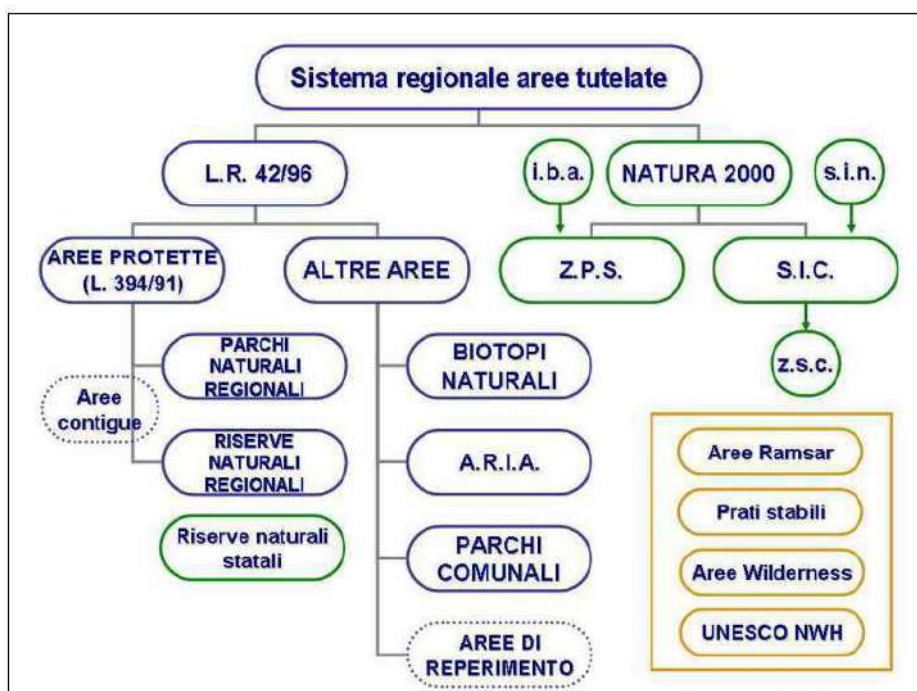 Sistema regionale aree tutelate
L.R. 42/96
i.b.a.
NATURA 2000
s.i.n.
AREE PROTETTE
(L. 394/91)
ALTRE AREE
Z.P.S.
S.I.C.
PARCHI
NATURALI
REGIONALI
BIOTOPI
NATURALI
z.s.c.
Aree
contigue
RISERVE
NATURALI
REGIONALI
A.R.I.A.
Riserve naturali
statali
PARCHI
COMUNALI
AREE DI
REPERIMENTO
Aree Ramsar
Prati stabili
Aree Wilderness
UNESCO NWH